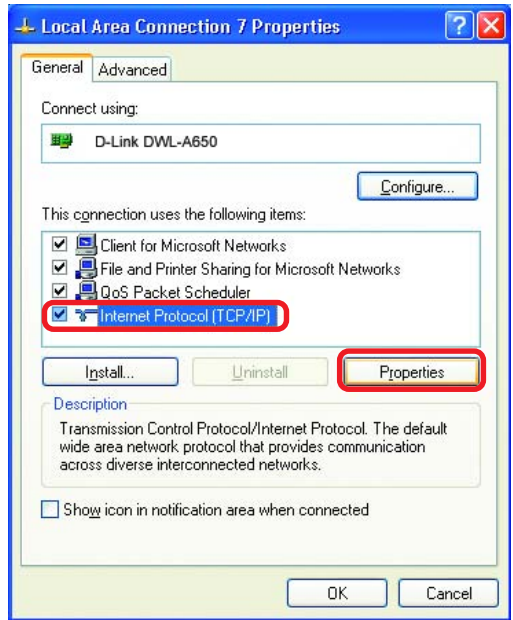 Local Area Connection 7 Properties
General Advanced
Connect using:
D-Link DWL-A650
Configure...
This connection uses the following items:
Client for Microsoft Networks
File and Printer Sharing for Microsoft Networks
QoS Packet Scheduler
Internet Protocol (TCP/IP)
Install... Uninstall Properties
Description
Transmission Control Protocol/Internet Protocol. The default
wide area network protocol that provides communication
across diverse interconnected networks.
Show icon in notification area when connected
OK Cancel